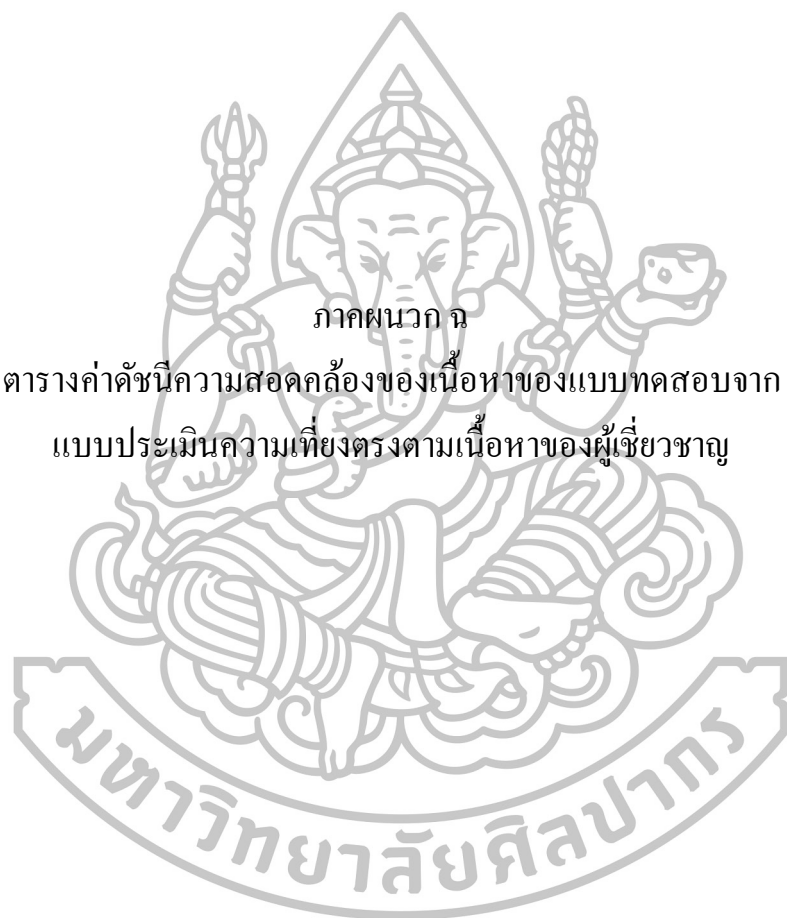 ภาคผนวก ฉ
ตารางค่าดัชนีความสอดคล้องของเนื้อหาของแบบทดสอบจาก
แบบประเมินความเที่ยงตรงตามเนื้อหาของผู้เชี่ยวชาญ
มหาวิทยาลัยศิลปากร